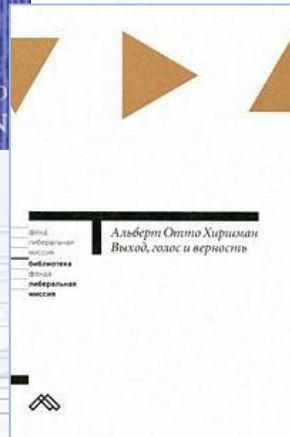 фонд
либеральная
миссия
библиотека
фонда
либеральная
миссия
Альберт Отто Хиршман
Выход, голос и верность